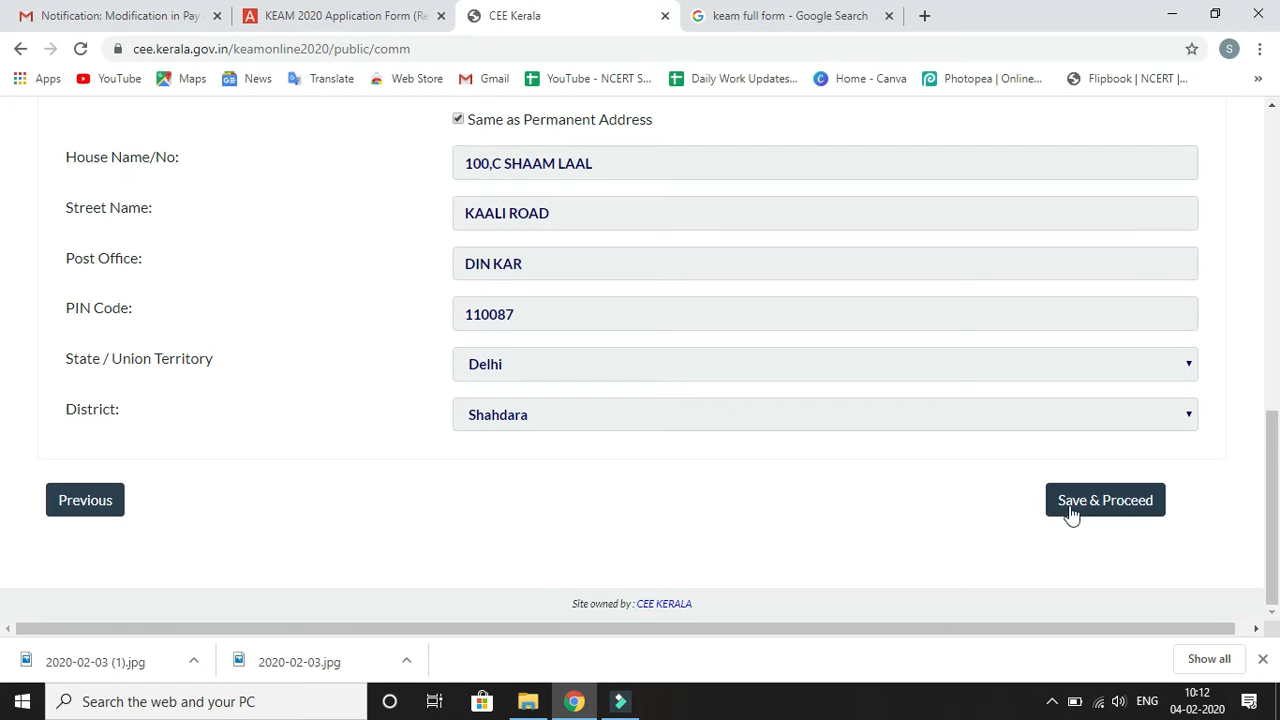 Notification: Modification in Pay
KEAM 2020 Application Form (Re
CEE Kerala
keam full form - Google Search
cee.kerala.gov.in/keamonline2020/public/comm
S
Apps
YouTube
Maps
News
Translate
Web Store
Gmail
YouTube - NCERT S...
Daily Work Updates...
Home - Canva
Photopea | Online...
Flipbook | NCERT |...
»
Same as Permanent Address
House Name/No:
100,C SHAAM LAAL
Street Name:
KAALI ROAD
Post Office:
DIN KAR
PIN Code:
110087
State / Union Territory
Delhi
District:
Shahdara
Previous
Save & Proceed
Site owned by : CEE KERALA
2020-02-03 (1).jpg
2020-02-03.jpg
Show all
Search the web and your PC
ENG
10:12
04-02-2020